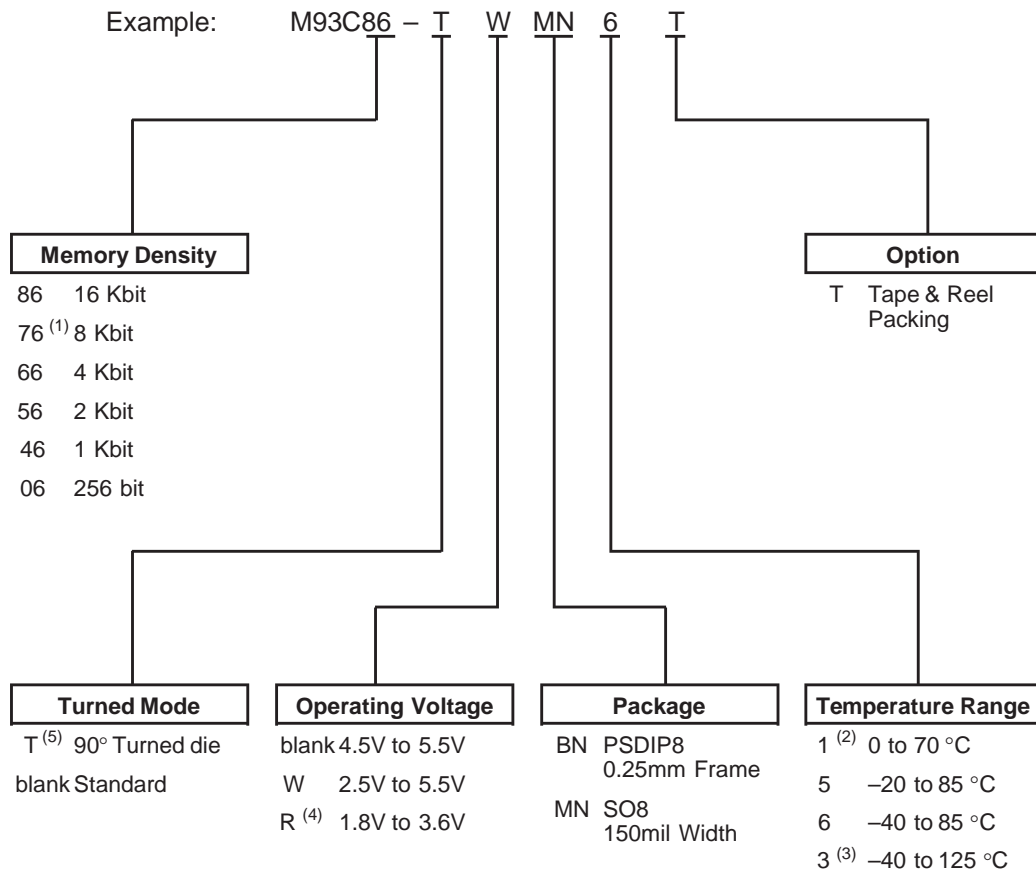 Example: M93C86 – T W MN 6 T
Memory Density
86 16 Kbit
76 (1) 8 Kbit
66 4 Kbit
56 2 Kbit
46 1 Kbit
06 256 bit
Option
T Tape & Reel
Packing
Turned Mode
T (5) 90° Turned die
blank Standard
Operating Voltage
blank 4.5V to 5.5V
W 2.5V to 5.5V
R (4) 1.8V to 3.6V
Package
BN PSDIP8
0.25mm Frame
MN SO8
150mil Width
Temperature Range
1 (2) 0 to 70 °C
5 –20 to 85 °C
6 –40 to 85 °C
3 (3) –40 to 125 °C